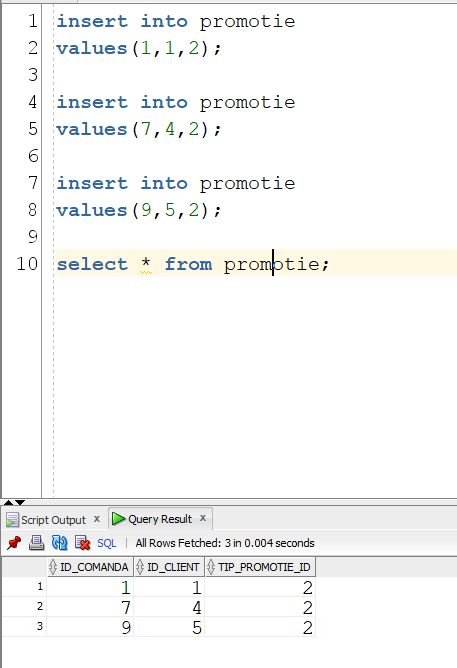 1 insert into promotie
2 values(1,1,2);
3
4 insert into promotie
5 values(7,4,2);
6
7 insert into promotie
8 values(9,5,2);
9
10 select * from promotie;
Script Output x Query Result x
SQL | All Rows Fetched: 3 in 0.004 seconds
ID_COMANDA ID_CLIENT TIP_PROMOTIE_ID
1 1 1 2
2 7 4 2
3 9 5 2